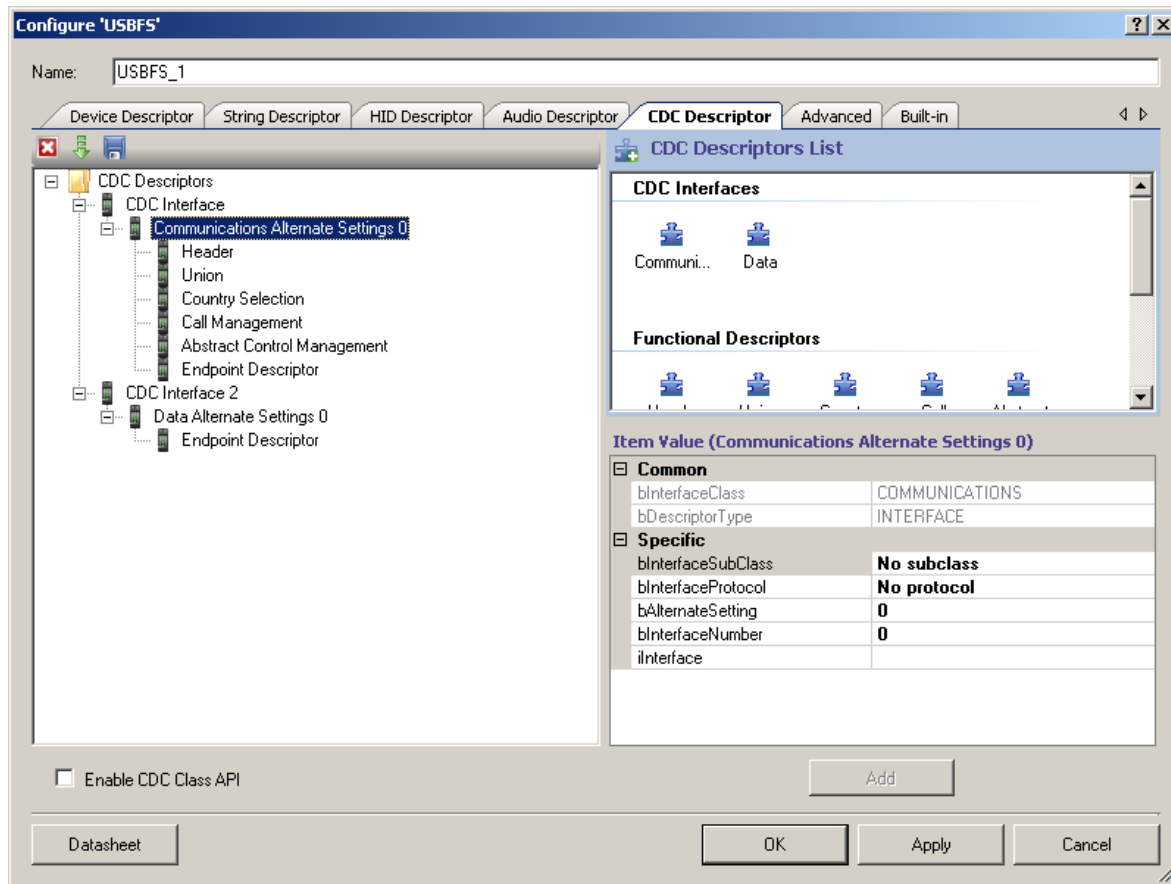 Configure 'USBFS'
Name: USBFS_1
Device Descriptor String Descriptor HID Descriptor Audio Descriptor CDC Descriptor Advanced Built-in
CDC Descriptors
CDC Interface
Communications Alternate Settings 0
Header
Union
Country Selection
Call Management
Abstract Control Management
Endpoint Descriptor
CDC Interface 2
Data Alternate Settings 0
Endpoint Descriptor
CDC Descriptors List
CDC Interfaces
Communi... Data
Functional Descriptors
Item Value (Communications Alternate Settings 0)
Common
bInterfaceClass COMMUNICATIONS
bDescriptorType INTERFACE
Specific
bInterfaceSubClass No subclass
bInterfaceProtocol No protocol
bAlternateSetting 0
bInterfaceNumber 0
iInterface
Enable CDC Class API
Add
Datasheet OK Apply Cancel